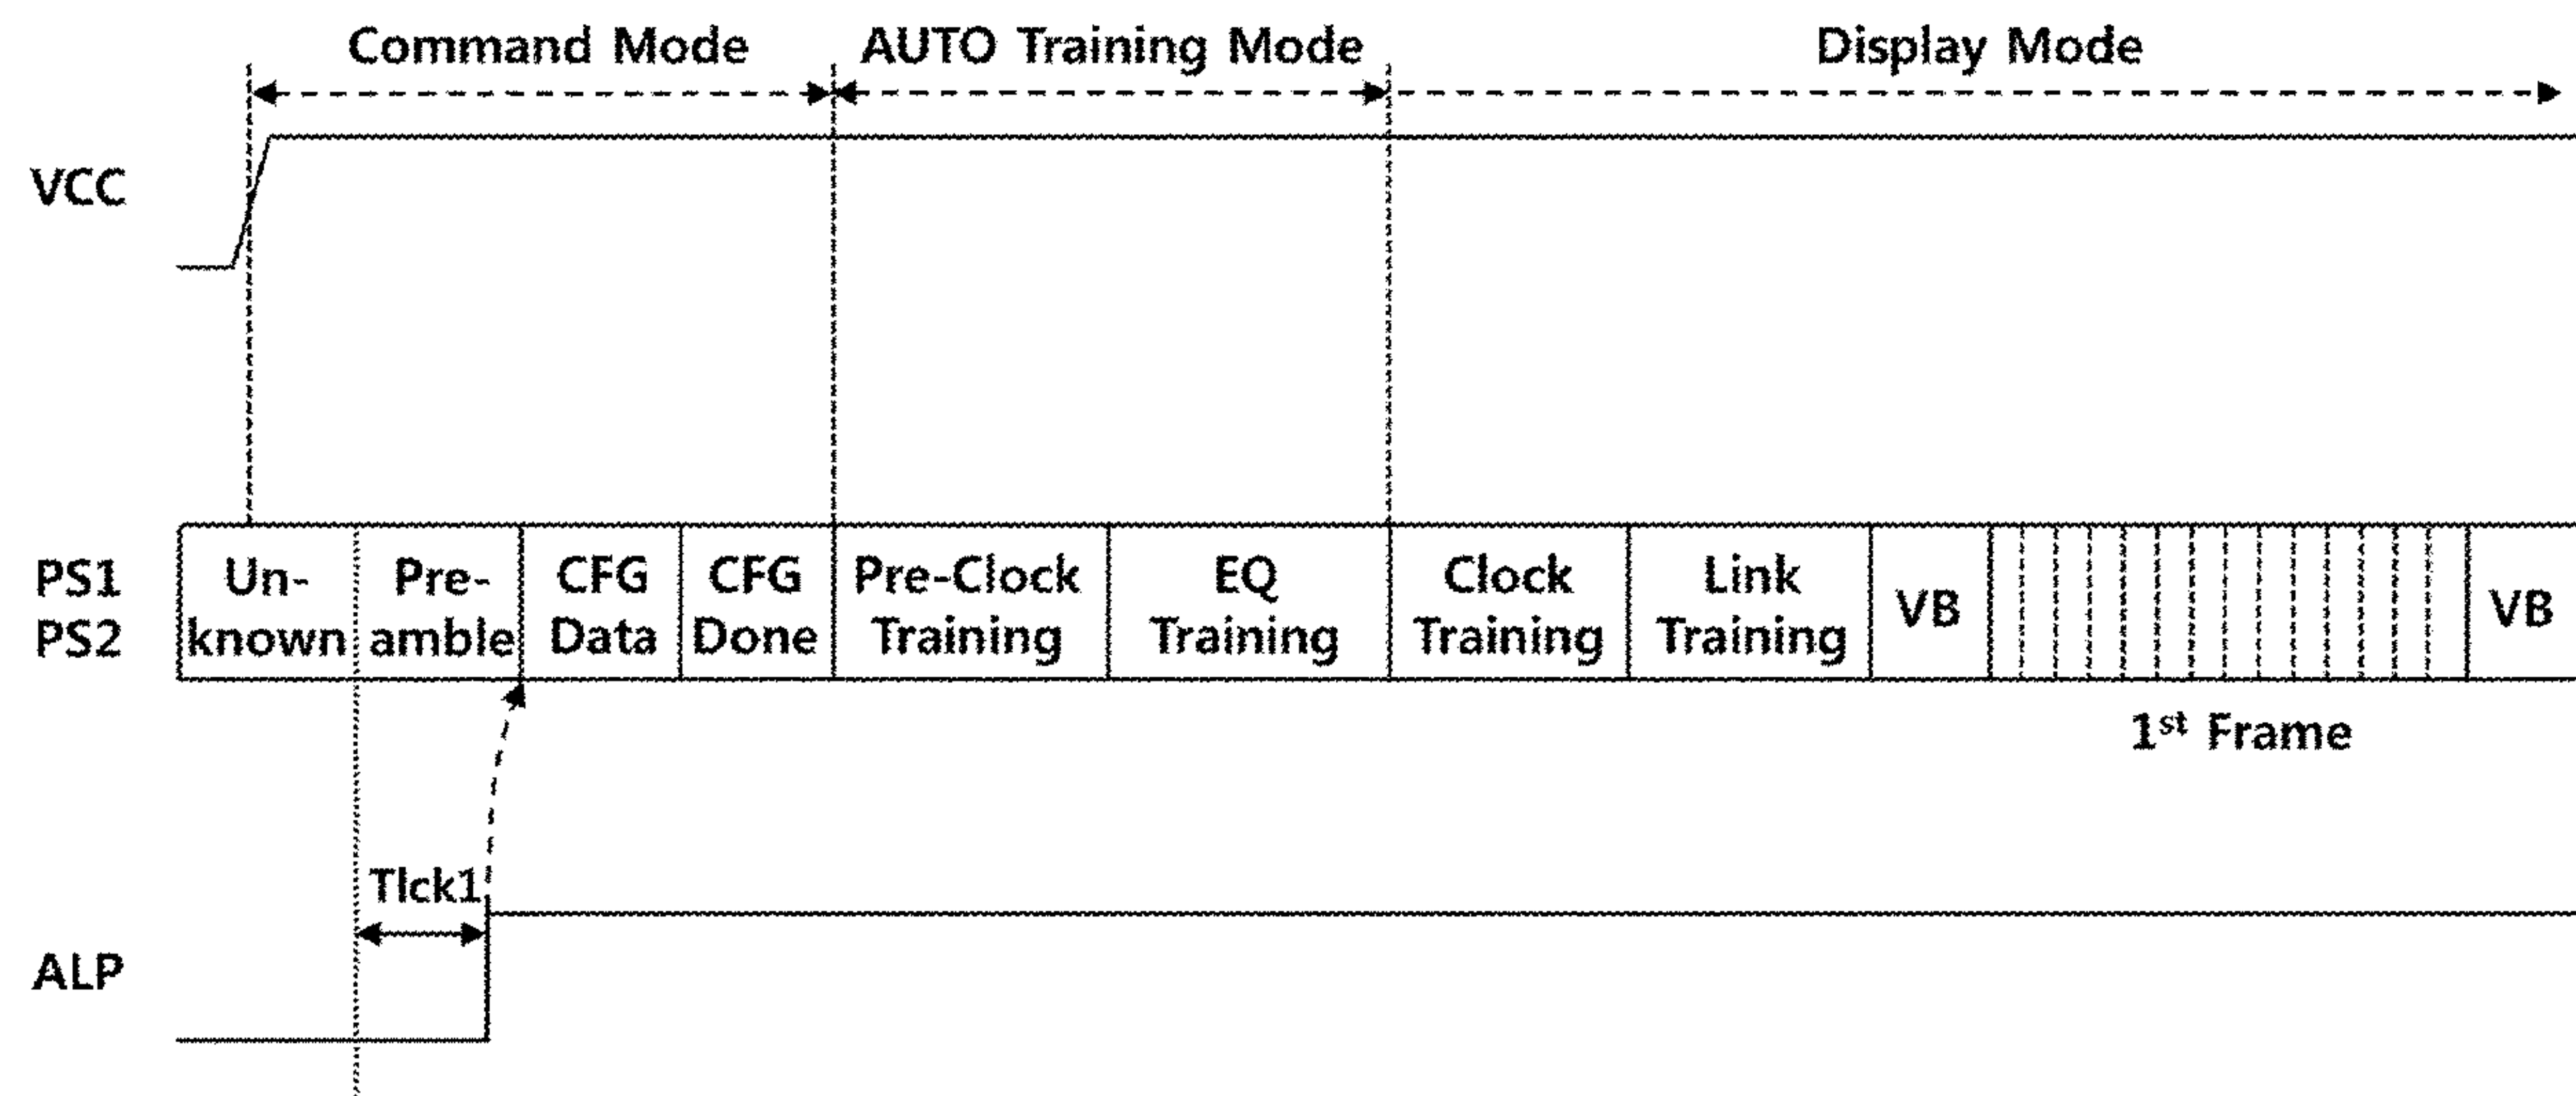 Command Mode
AUTO Training Mode
Display Mode
VCC
PS1
PS2
Un-
known
Pre-
amble
CFG
Data
CFG
Done
Pre-Clock
Training
EQ
Training
Clock
Training
Link
Training
VB
VB
1st Frame
Tlck1
ALP